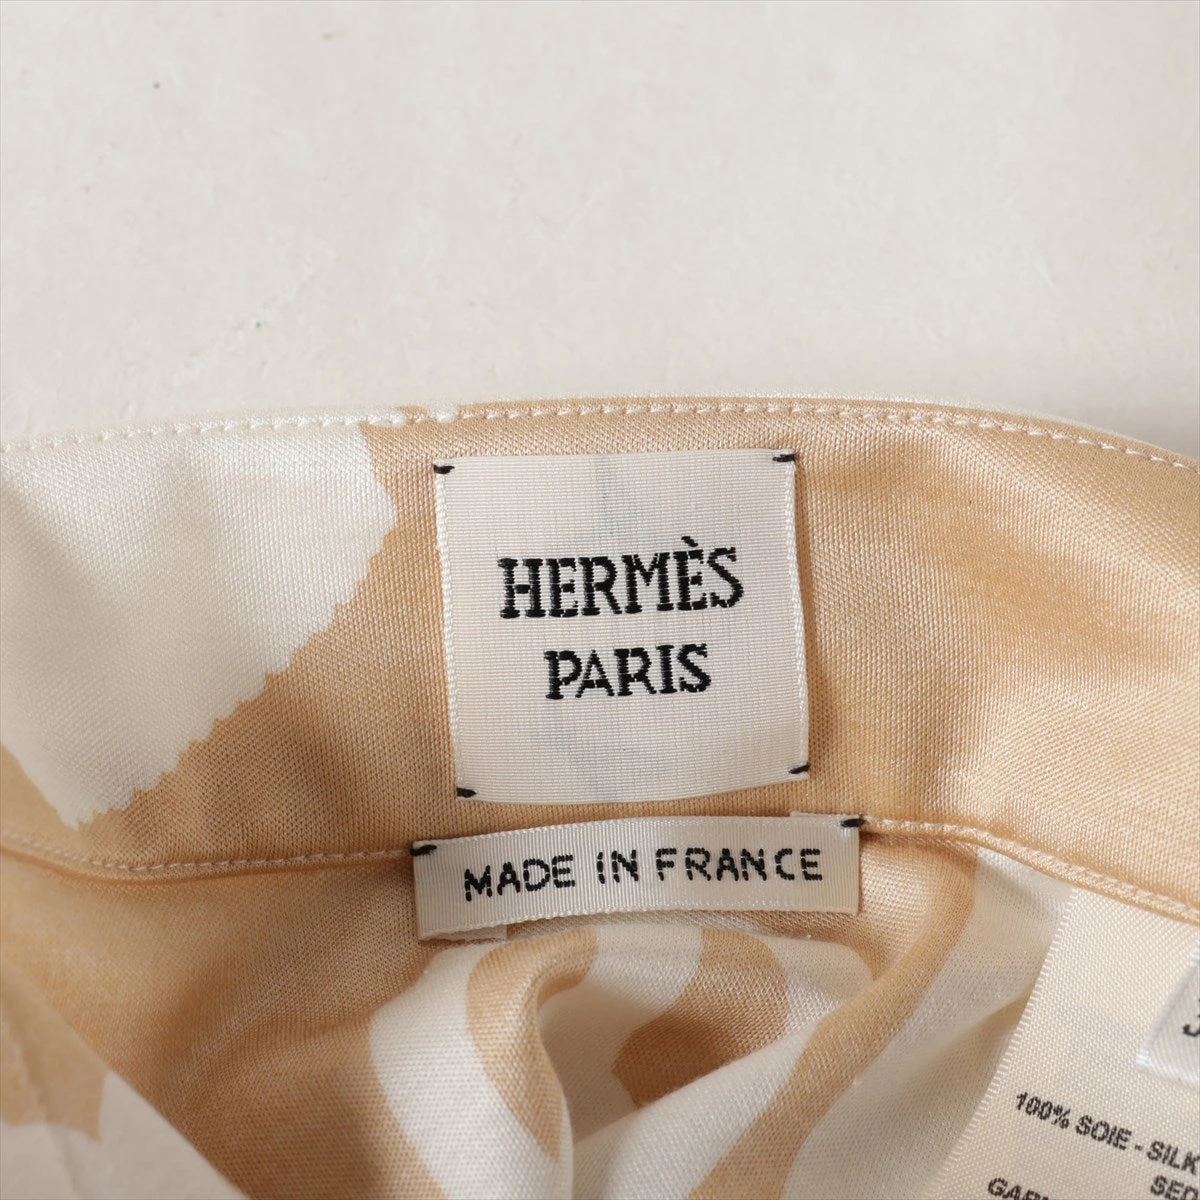 HERMÈS
PARIS
MADE IN FRANCE
100% SOIE - SILK